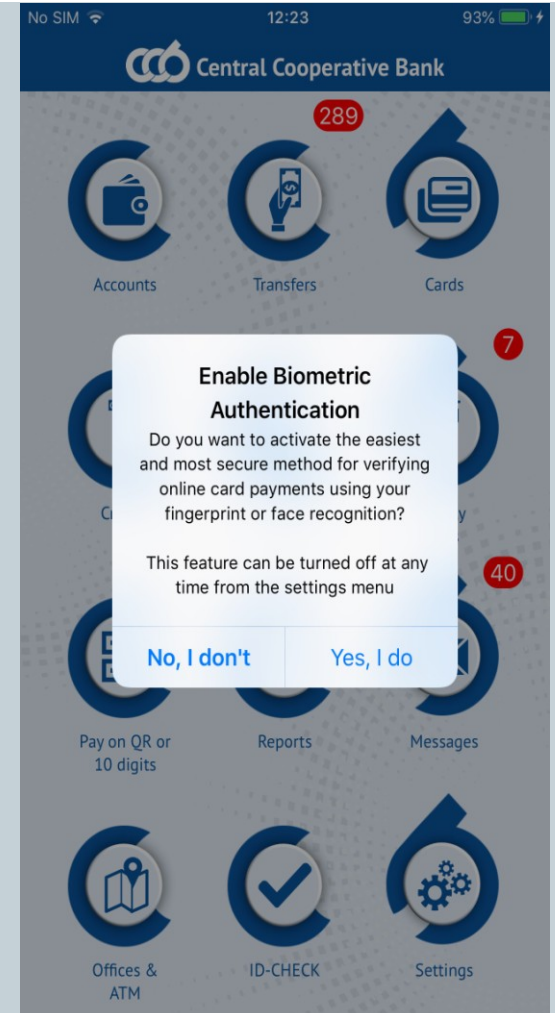 No SIM 12:23 93%
Central Cooperative Bank
289
Accounts Transfers Cards
7
Enable Biometric
Authentication
Do you want to activate the easiest
and most secure method for verifying
online card payments using your
fingerprint or face recognition?
This feature can be turned off at any
time from the settings menu
40
No, I don't Yes, I do
Pay on QR or
10 digits
Reports Messages
Offices &
ATM
ID-CHECK Settings